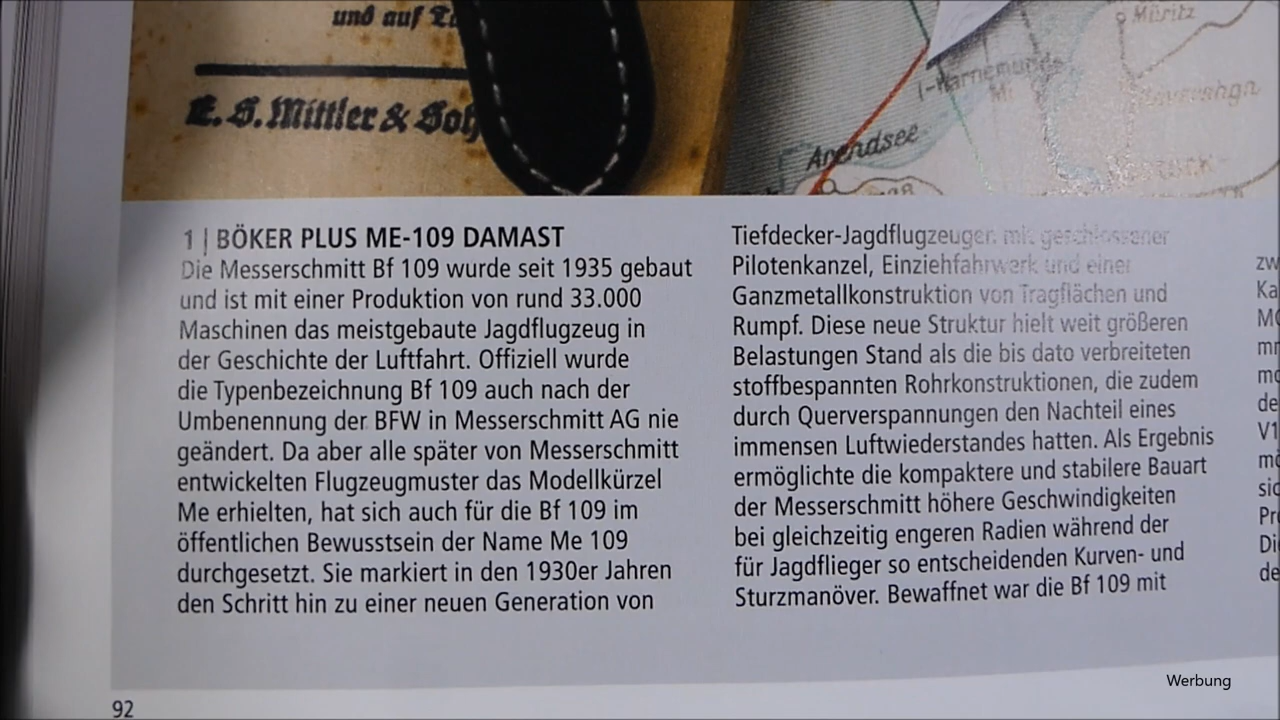 und auf
E. S. Mittler & Soh
Müritz
Arendsee
1 | BÖKER PLUS ME-109 DAMAST
Die Messerschmitt Bf 109 wurde seit 1935 gebaut
und ist mit einer Produktion von rund 33.000
Maschinen das meistgebaute Jagdflugzeug in
der Geschichte der Luftfahrt. Offiziell wurde
die Typenbezeichnung Bf 109 auch nach der
Umbenennung der BFW in Messerschmitt AG nie
geändert. Da aber alle später von Messerschmitt
entwickelten Flugzeugmuster das Modellkürzel
Me erhielten, hat sich auch für die Bf 109 im
öffentlichen Bewusstsein der Name Me 109
durchgesetzt. Sie markiert in den 1930er Jahren
den Schritt hin zu einer neuen Generation von
Tiefdecker-Jagdflugzeugen mit geschlossener
Pilotenkanzel, Einziehfahrwerk und einer
Ganzmetallkonstruktion von Tragflächen und
Rumpf. Diese neue Struktur hielt weit größeren
Belastungen Stand als die bis dato verbreiteten
stoffbespannten Rohrkonstruktionen, die zudem
durch Querverspannungen den Nachteil eines
immensen Luftwiederstandes hatten. Als Ergebnis
ermöglichte die kompaktere und stabilere Bauart
der Messerschmitt höhere Geschwindigkeiten
bei gleichzeitig engeren Radien während der
für Jagdflieger so entscheidenden Kurven- und
Sturzmanöver. Bewaffnet war die Bf 109 mit
zw
Ka
V1
Pr
de
92
Werbung